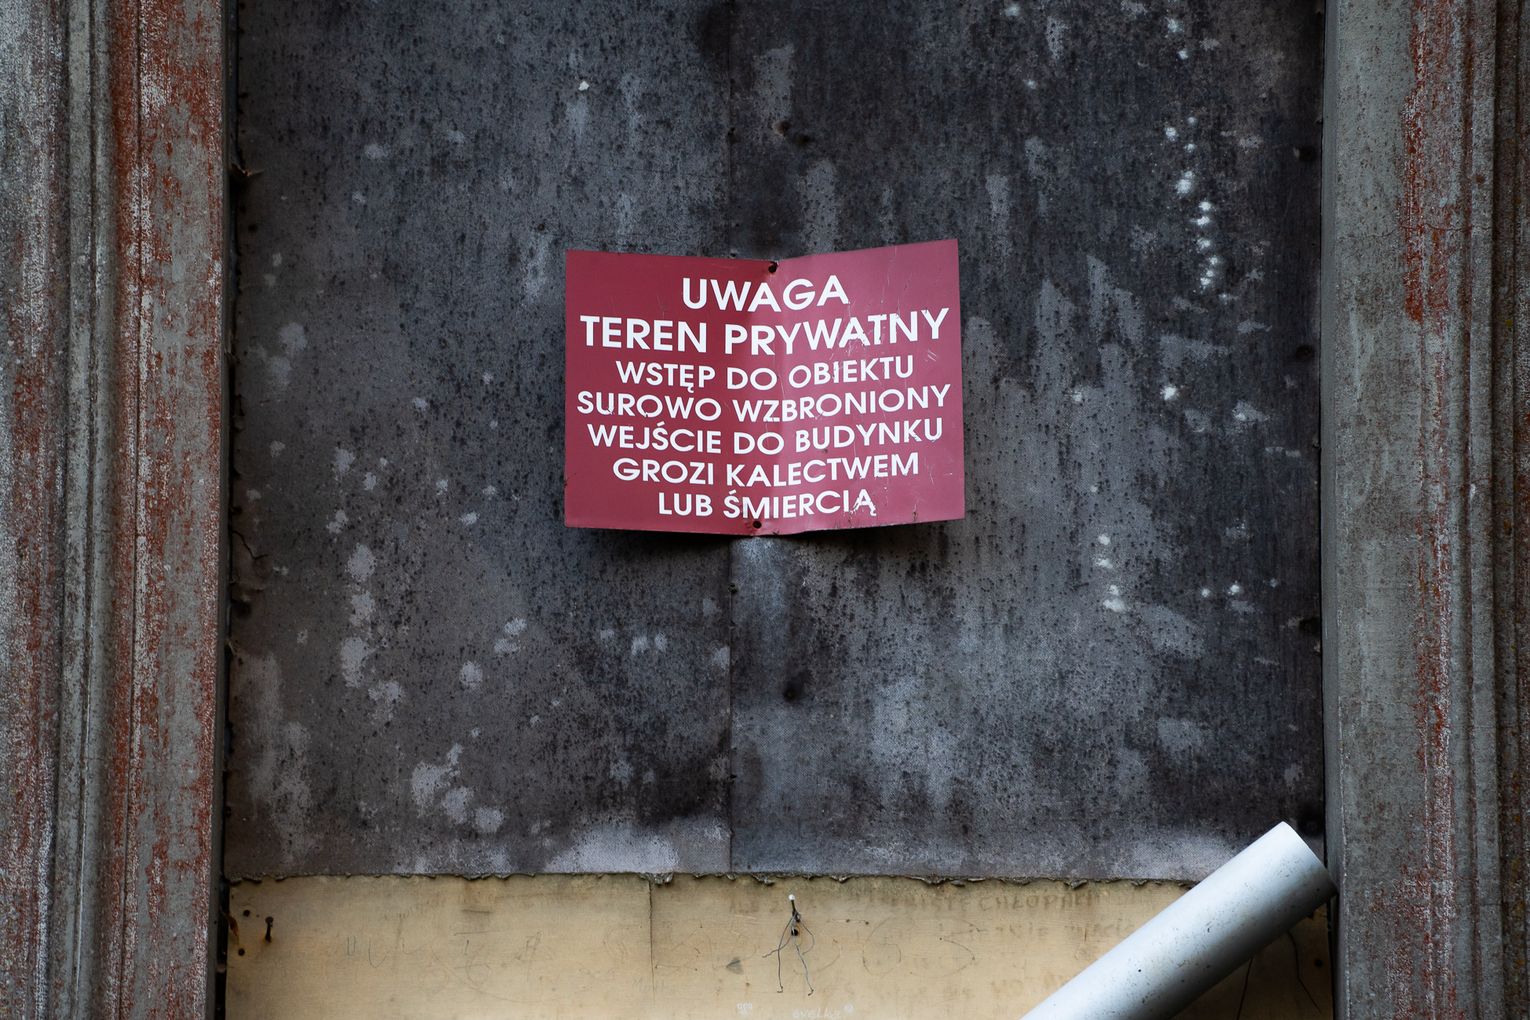 UWAGA
TEREN PRYWATNY
WSTĘP DO OBIEKTU
SUROWO WZBRONIONY
WEJŚCIE DO BUDYNKU
GROZI KALECTWEM
LUB ŚMIERCIĄ